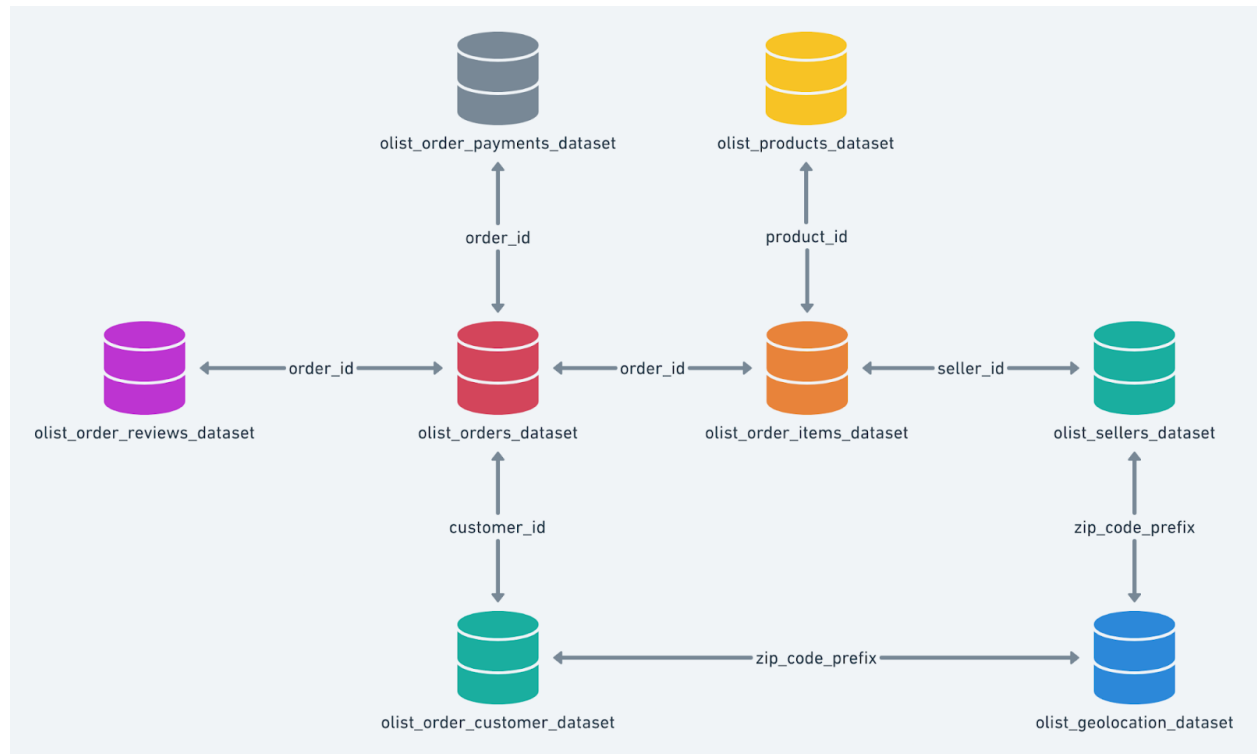 olist_order_payments_dataset
olist_products_dataset
order_id
product_id
order_id
order_id
seller_id
olist_order_reviews_dataset
olist_orders_dataset
olist_order_items_dataset
olist_sellers_dataset
customer_id
zip_code_prefix
zip_code_prefix
olist_order_customer_dataset
olist_geolocation_dataset